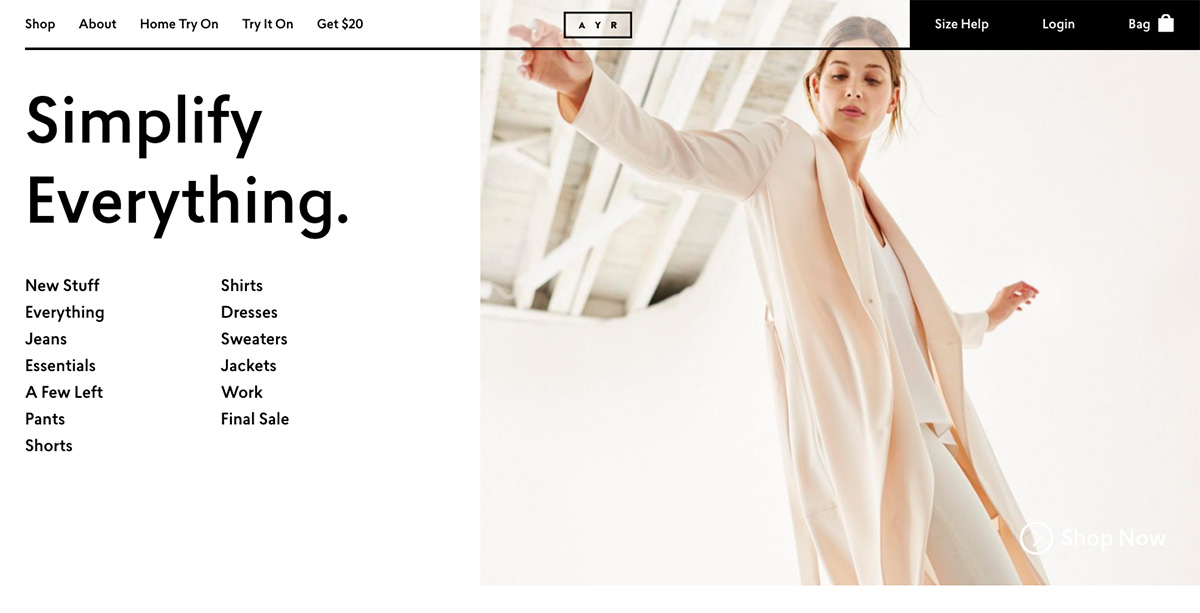 Shop About Home Try On Try It On Get $20 AYR Size Help Login Bag
Simplify
Everything.
New Stuff
Everything
Jeans
Essentials
A Few Left
Pants
Shorts
Shirts
Dresses
Sweaters
Jackets
Work
Final Sale
Shop Now